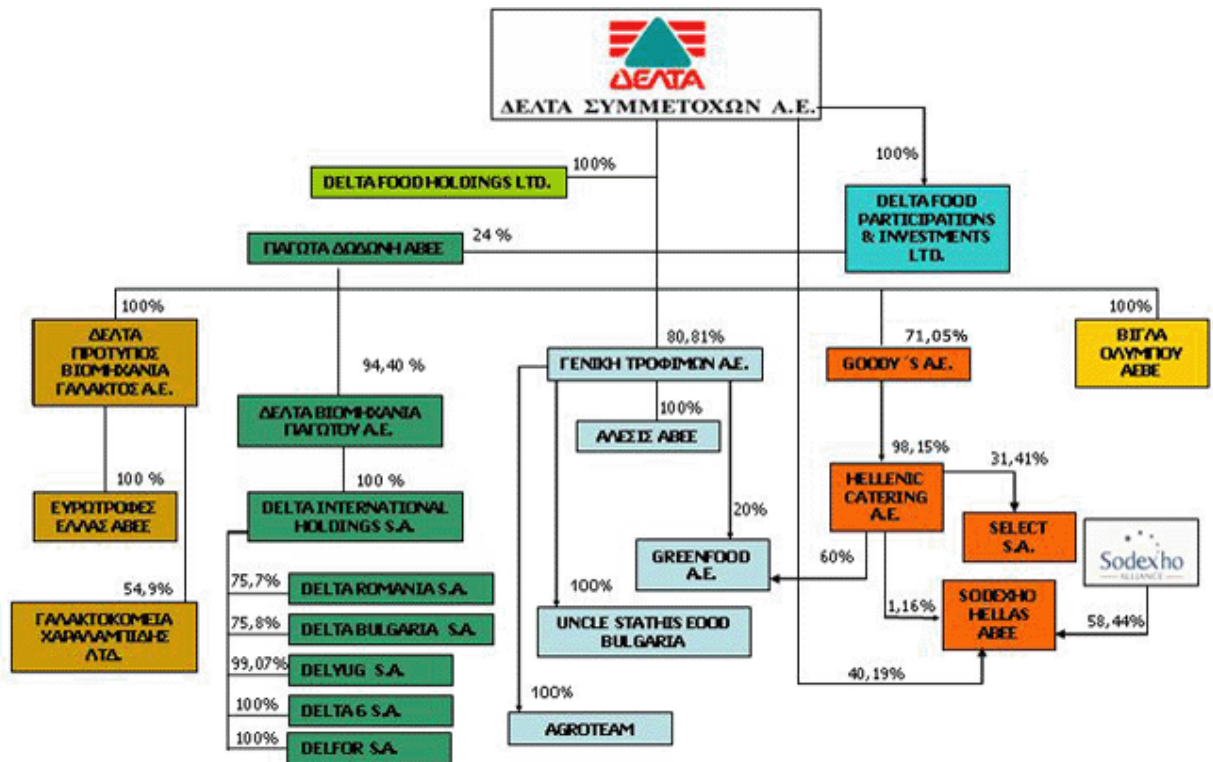 ΔΕΛΤΑ
ΔΕΛΤΑ ΣΥΜΜΕΤΟΧΩΝ Α.Ε.
100%
100%
DELTA FOOD HOLDINGS LTD.
DELTA FOOD
PARTICIPATIONS
& INVESTMENTS
LTD.
24 %
ΠΑΓΩΤΑ ΔΩΔΩΝΗ ΑΒΕΕ
100%
ΔΕΛΤΑ
ΠΡΟΤΥΠΟΣ
ΒΙΟΜΗΧΑΝΙΑ
ΓΑΛΑΚΤΟΣ Α.Ε.
94,40 %
80,81%
ΓΕΝΙΚΗ ΤΡΟΦΙΜΩΝ Α.Ε.
71,05%
GOODY ΄S Α.Ε.
100%
ΒΙΓΛΑ
ΟΛΥΜΠΟΥ
ΑΕΒΕ
ΔΕΛΤΑ ΒΙΟΜΗΧΑΝΙΑ
ΠΑΓΩΤΟΥ Α.Ε.
100%
ΑΛΕΣΙΣ ΑΒΕΕ
98,15%
31,41%
100 %
ΕΥΡΩΤΡΟΦΕΣ
ΕΛΛΑΣ ΑΒΕΕ
100 %
DELTA INTERNATIONAL
HOLDINGS S.A.
HELLENIC
CATERING
Α.Ε.
SELECT
S.A.
Sodexho
ALLIANCE
20%
GREENFOOD
Α.Ε.
60%
54,9%
ΓΑΛΑΚΤΟΚΟΜΕΙΑ
ΧΑΡΑΛΑΜΠΙΔΗΣ
ΛΤΔ.
75,7%
DELTA ROMANIA S.A.
75,8%
DELTA BULGARIA S.A.
99,07%
DELYUG S.A.
100%
DELTA 6 S.A.
100%
DELFOR S.A.
100%
UNCLE STATHIS EOOD
BULGARIA
1,16%
SODEXHO
HELLAS
ΑΒΕΕ
58,44%
40,19%
100%
AGROTEAM